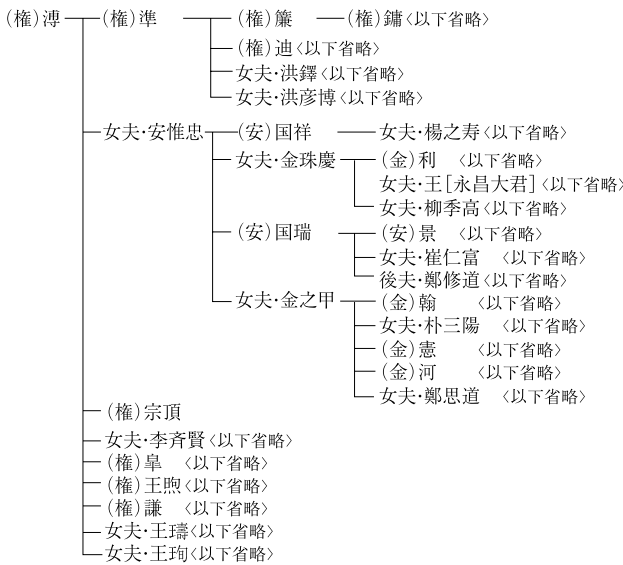 (権)溥 (権)準 (権)簾 (権)鏞〈以下省略〉
(権)迪〈以下省略〉
女夫・洪鐸〈以下省略〉
女夫・洪彦博〈以下省略〉
女夫・安惟忠 (安)国祥 女夫・楊之寿〈以下省略〉
女夫・金珠慶 (金)利 〈以下省略〉
女夫・王[永昌大君]〈以下省略〉
女夫・柳季高〈以下省略〉
(安)国瑞 (安)景 〈以下省略〉
女夫・崔仁富 〈以下省略〉
後夫・鄭修道〈以下省略〉
女夫・金之甲 (金)翰 〈以下省略〉
女夫・朴三陽 〈以下省略〉
(金)憲 〈以下省略〉
(金)河 〈以下省略〉
女夫・鄭思道 〈以下省略〉
(権)宗頂
女夫・李斉賢〈以下省略〉
(権)皐 〈以下省略〉
(権)王煦〈以下省略〉
(権)謙 〈以下省略〉
女夫・王璹〈以下省略〉
女夫・王珣〈以下省略〉